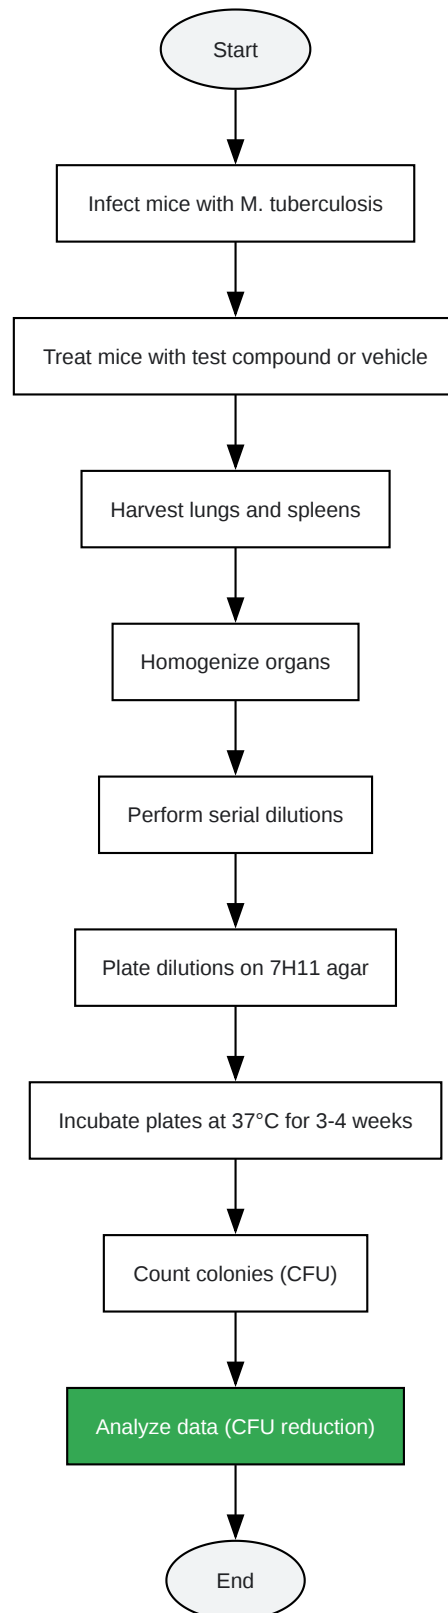 Start
Infect mice with M. tuberculosis
Treat mice with test compound or vehicle
Harvest lungs and spleens
Homogenize organs
Perform serial dilutions
Plate dilutions on 7H11 agar
Incubate plates at 37°C for 3-4 weeks
Count colonies (CFU)
Analyze data (CFU reduction)
End